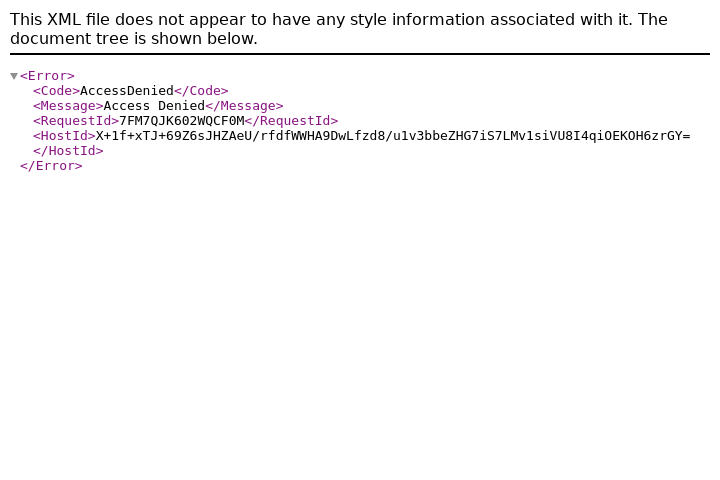 This XML file does not appear to have any style information associated with it. The
document tree is shown below.
<Error>
<Code>AccessDenied</Code>
<Message>Access Denied</Message>
<RequestId>7FM7QJK602WQCF0M</RequestId>
<HostId>X+1f+xTJ+69Z6sJHZAeU/rfdfWWHA9DwLfzd8/u1v3bbeZHG7iS7LMv1siVU8I4qiOEKOH6zrGY=
</HostId>
</Error>